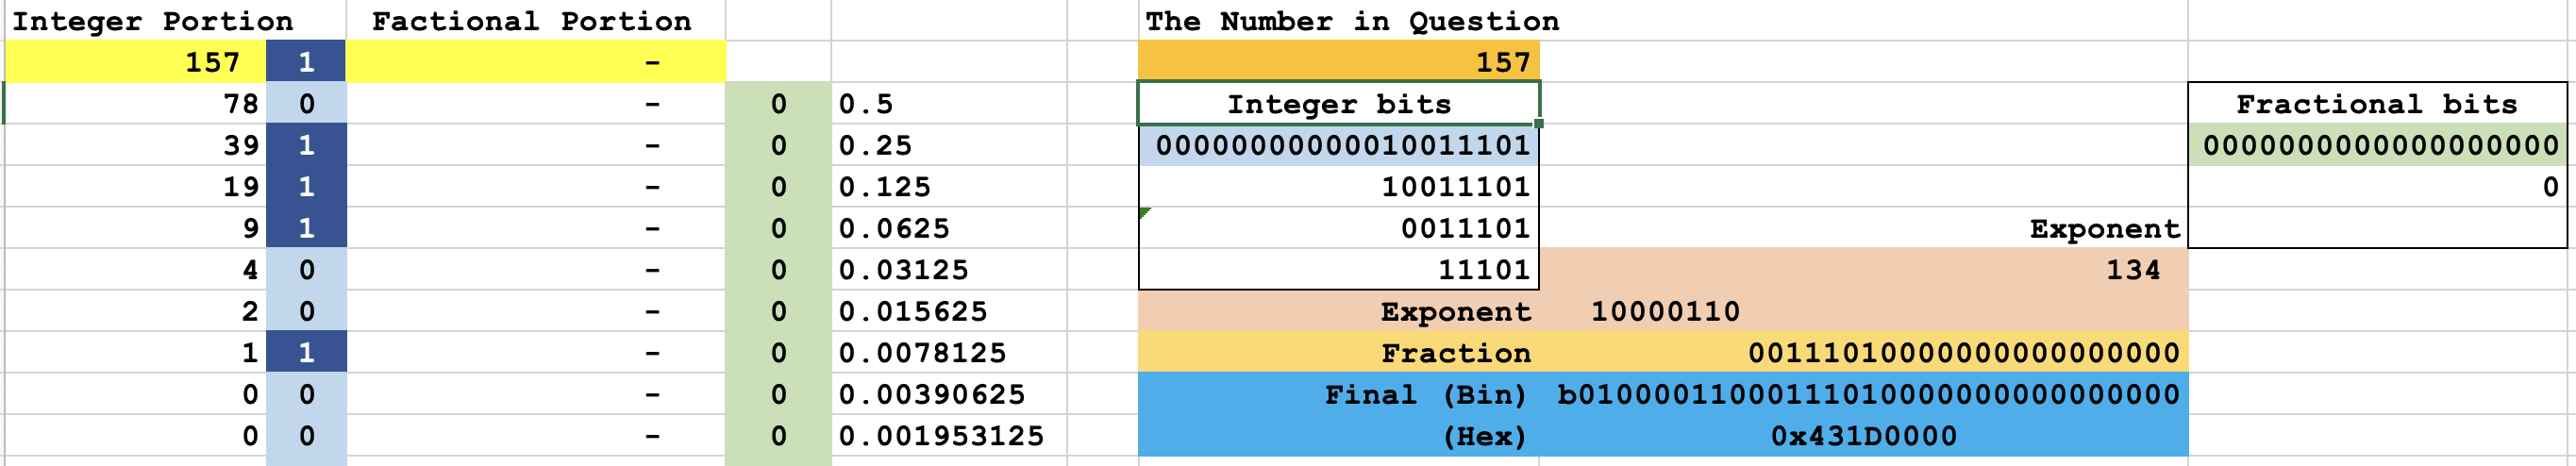 Integer Portion Factional Portion The Number in Question
157 1 - 157
78 0 - 0 0.5 Integer bits Fractional bits
39 1 - 0 0.25 00000000000010011101 0000000000000000000
19 1 - 0 0.125 10011101 0
9 1 - 0 0.0625 0011101 Exponent
4 0 - 0 0.03125 11101 134
2 0 - 0 0.015625 Exponent 10000110
1 1 - 0 0.0078125 Fraction 00111010000000000000000
0 0 - 0 0.00390625 Final (Bin) b01000011000111010000000000000000
0 0 - 0 0.001953125 (Hex) 0x431D0000